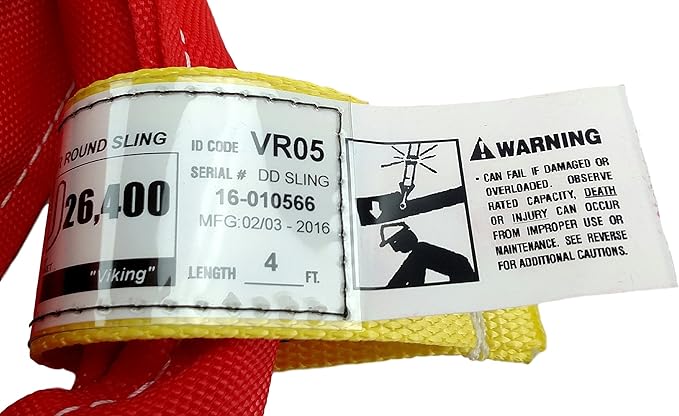 ROUND SLING
26,400
"Viking"
ID CODE VR05
SERIAL # DD SLING
16-010566
MFG:02/03 - 2016
LENGTH 4 FT.
WARNING
- CAN FAIL IF DAMAGED OR
OVERLOADED. OBSERVE
RATED CAPACITY, DEATH
OR INJURY CAN OCCUR
FROM IMPROPER USE OR
MAINTENANCE. SEE REVERSE
FOR ADDITIONAL CAUTIONS.